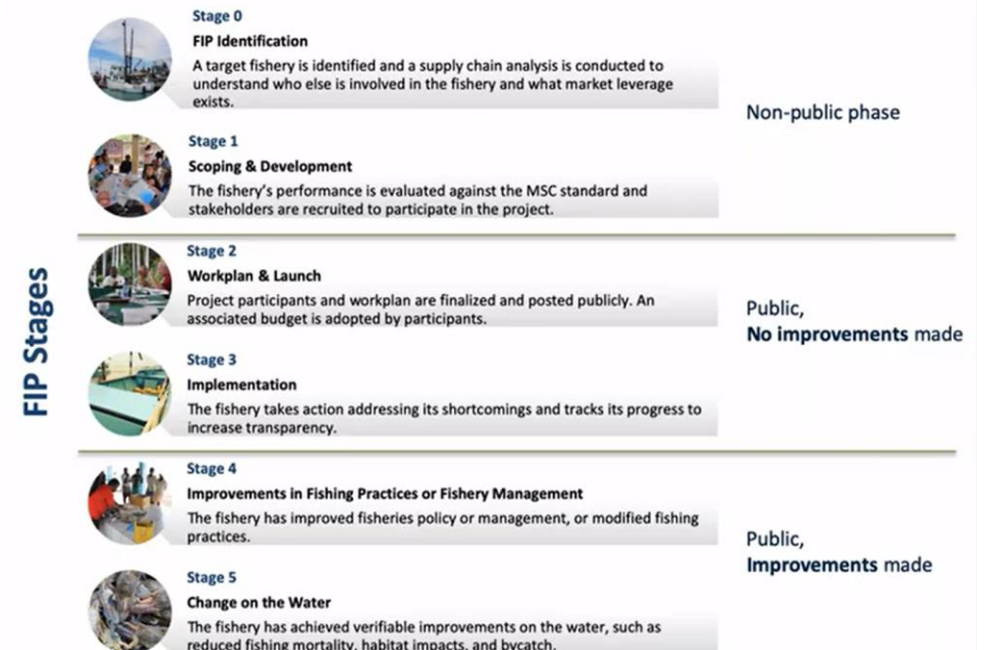 FIP Stages
Stage 0
FIP Identification
A target fishery is identified and a supply chain analysis is conducted to
understand who else is involved in the fishery and what market leverage
exists.
Stage 1
Scoping & Development
The fishery's performance is evaluated against the MSC standard and
stakeholders are recruited to participate in the project.
Non-public phase
Stage 2
Workplan & Launch
Project participants and workplan are finalized and posted publicly. An
associated budget is adopted by participants.
Stage 3
Implementation
The fishery takes action addressing its shortcomings and tracks its progress to
increase transparency.
Public,
No improvements made
Stage 4
Improvements in Fishing Practices or Fishery Management
The fishery has improved fisheries policy or management, or modified fishing
practices.
Stage 5
Change on the Water
The fishery has achieved verifiable improvements on the water, such as
reduced fishing mortality, habitat impacts, and bycatch.
Public,
Improvements made